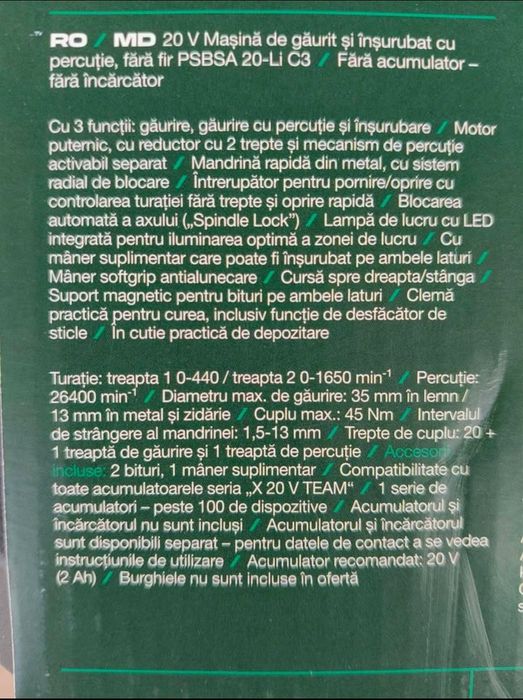 RO / MD 20 V Mașină de găurit și înșurubat cu
percuție, fără fir PSBSA 20-Li C3 / Fără acumulator –
fără încărcător
Cu 3 funcții: găurire, găurire cu percuție și înșurubare / Motor
puternic, cu reductor cu 2 trepte și mecanism de percuție
activabil separat / Mandrină rapidă din metal, cu sistem
radial de blocare / Întrerupător pentru pornire/oprire cu
controlarea turației fără trepte și oprire rapidă / Blocarea
automată a axului („Spindle Lock”) / Lampă de lucru cu LED
integrată pentru iluminarea optimă a zonei de lucru / Cu
mâner suplimentar care poate fi înșurubat pe ambele laturi /
Mâner softgrip antialunecare / Cursă spre dreapta/stânga /
Suport magnetic pentru bituri pe ambele laturi / Clemă
practică pentru curea, inclusiv funcție de desfăcător de
sticle / În cutie practică de depozitare
Turație: treapta 1 0-440 / treapta 2 0-1650 min⁻¹ / Percuție:
26400 min⁻¹ / Diametru max. de găurire: 35 mm în lemn /
13 mm în metal și zidărie / Cuplu max.: 45 Nm / Intervalul
de strângere al mandrinei: 1,5-13 mm / Trepte de cuplu: 20 +
1 treaptă de găurire și 1 treaptă de percuție / Accesorii
incluse: 2 bituri, 1 mâner suplimentar / Compatibilitate cu
toate acumulatoarele seria „X 20 V TEAM“ / 1 serie de
acumulatori – peste 100 de dispozitive / Acumulatorul și
încărcătorul nu sunt incluși / Acumulatorul și încărcătorul
sunt disponibili separat – pentru datele de contact a se vedea
instrucțiunile de utilizare / Acumulator recomandat: 20 V
(2 Ah) / Burghiele nu sunt incluse în ofertă